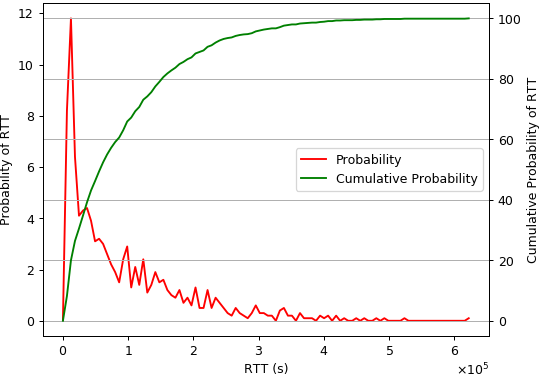 Probability of RTT
12
10
8
6
4
2
0
100
80
60
40
20
0
Cumulative Probability of RTT
Probability
Cumulative Probability
0 1 2 3 4 5 6
×10⁵
RTT (s)